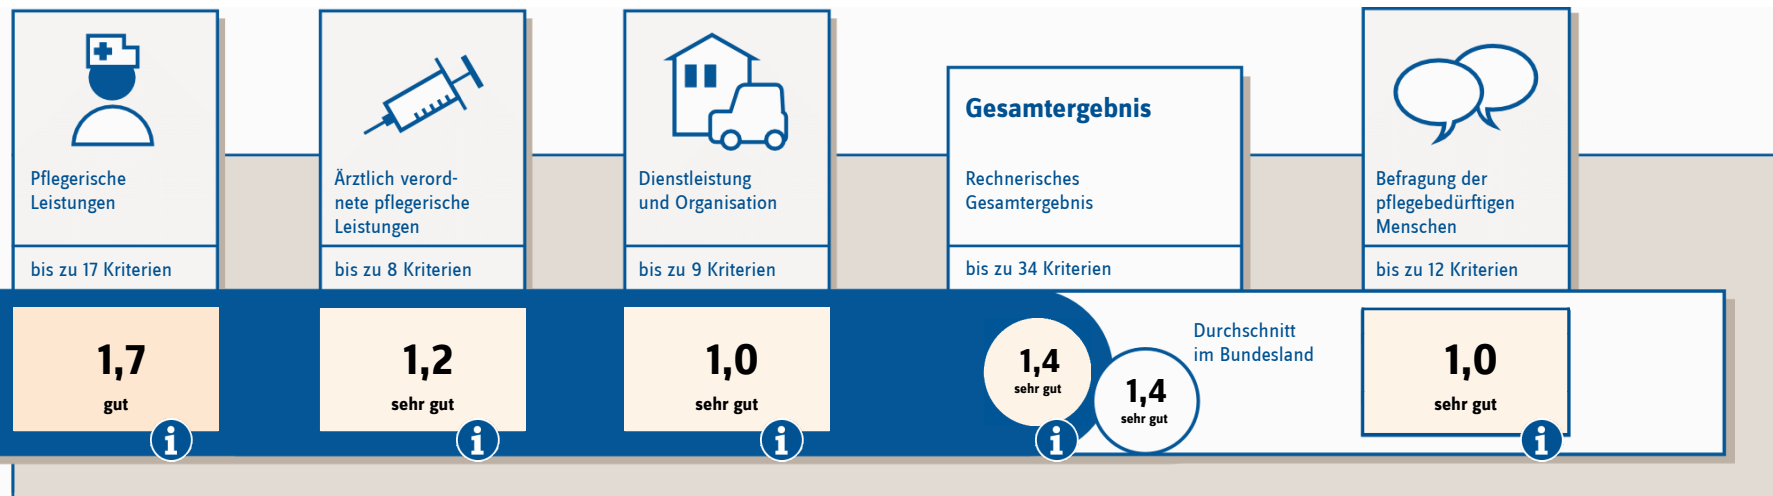 Pflegerische
Leistungen
bis zu 17 Kriterien
1,7
gut
i
Ärztlich verord-
nete pflegerische
Leistungen
bis zu 8 Kriterien
1,2
sehr gut
i
Dienstleistung
und Organisation
bis zu 9 Kriterien
1,0
sehr gut
i
Gesamtergebnis
Rechnerisches
Gesamtergebnis
bis zu 34 Kriterien
1,4
sehr gut
i
Durchschnitt
im Bundesland
1,4
sehr gut
Befragung der
pflegebedürftigen
Menschen
bis zu 12 Kriterien
1,0
sehr gut
i